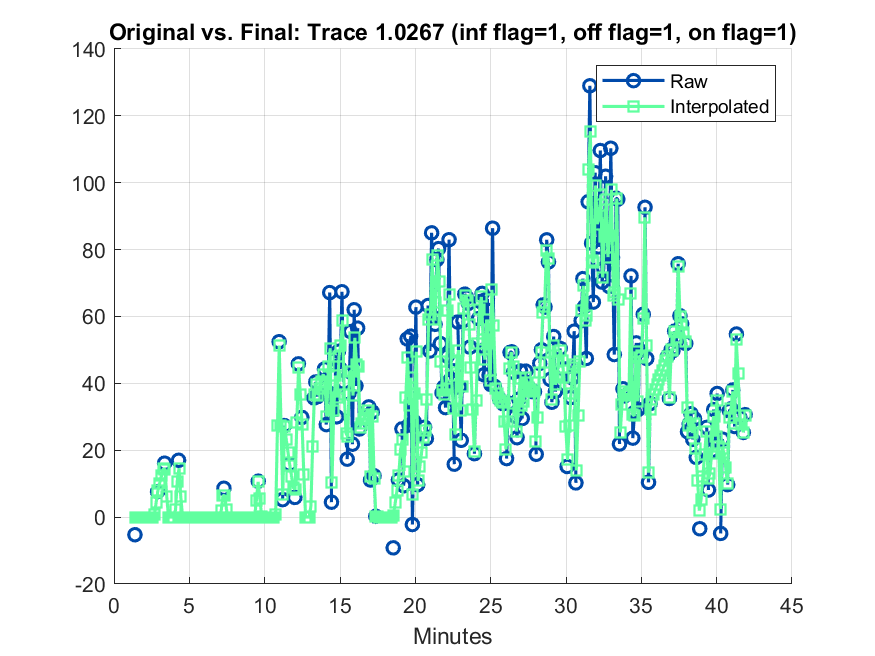 Original vs. Final: Trace 1.0267 (inf flag=1, off flag=1, on flag=1)
140
120
100
80
60
40
20
0
-20
0 5 10 15 20 25 30 35 40 45
Minutes
Raw
Interpolated